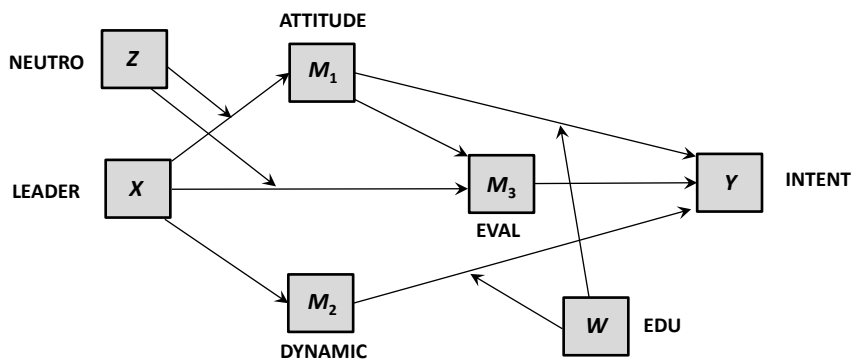 ATTITUDE
NEUTRO
Z
M1
LEADER
X
M3
Y
INTENT
EVAL
M2
DYNAMIC
W
EDU